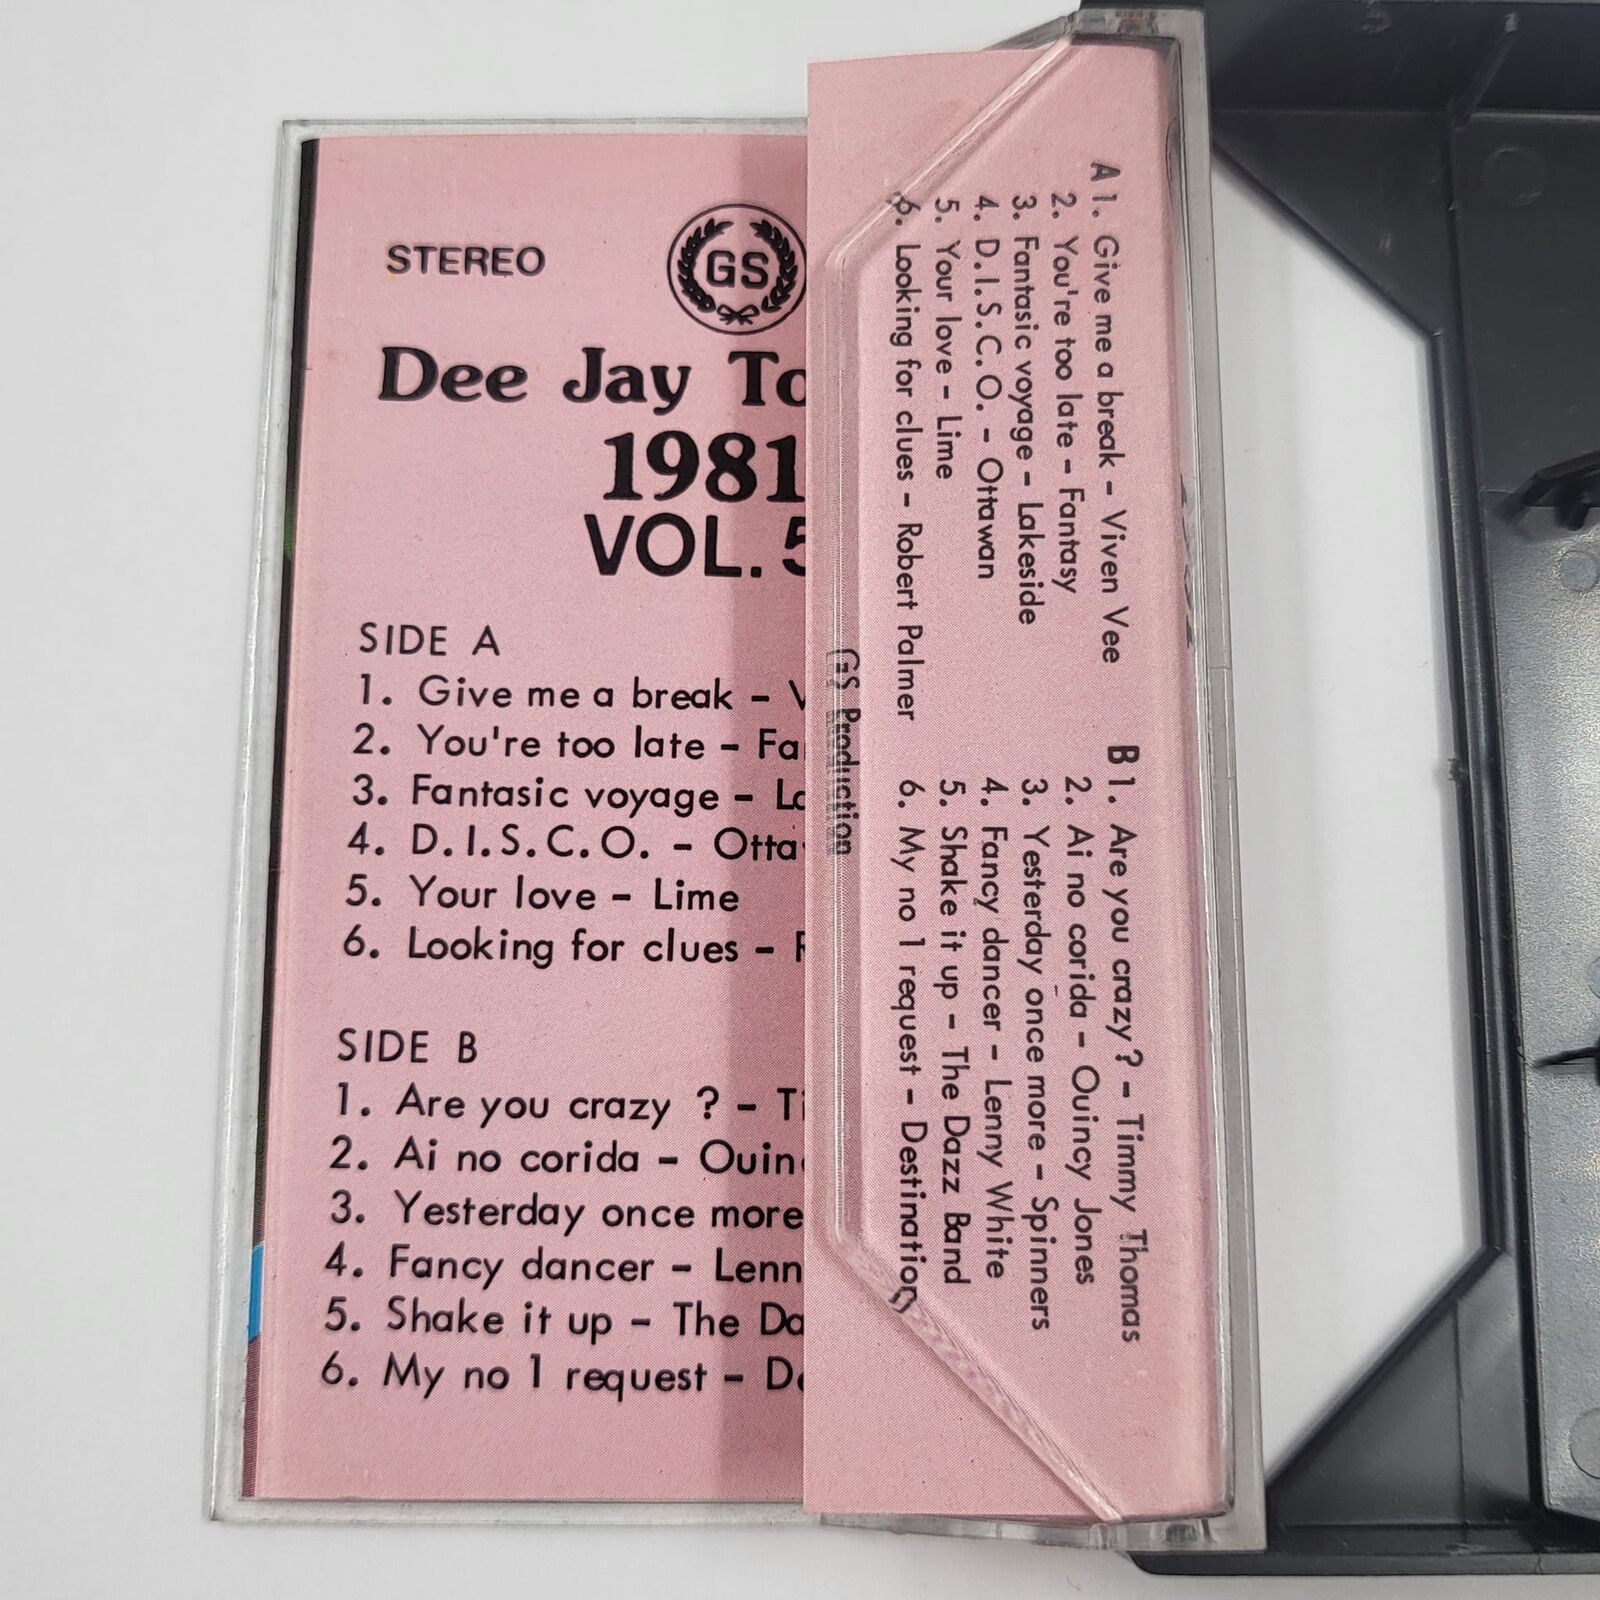 STEREO
GS
Dee Jay To
1981
VOL. 5
SIDE A
1. Give me a break – V
2. You're too late – Fa
3. Fantasic voyage – La
4. D.I.S.C.O. – Otta
5. Your love – Lime
6. Looking for clues – R
SIDE B
1. Are you crazy ? – Ti
2. Ai no corida – Ouin
3. Yesterday once more
4. Fancy dancer – Lenn
5. Shake it up – The Da
6. My no 1 request – De
A 1. Give me a break – Viven Vee
2. You're too late – Fantasy
3. Fantasic voyage – Lakeside
4. D.I.S.C.O. – Ottawan
5. Your love – Lime
6. Looking for clues – Robert Palmer
B 1. Are you crazy? – Timmy Thomas
2. Ai no corida – Ouincy Jones
3. Yesterday once more – Spinners
4. Fancy dancer – Lenny White
5. Shake it up – The Dazz Band
6. My no 1 request – Destination
GS Production